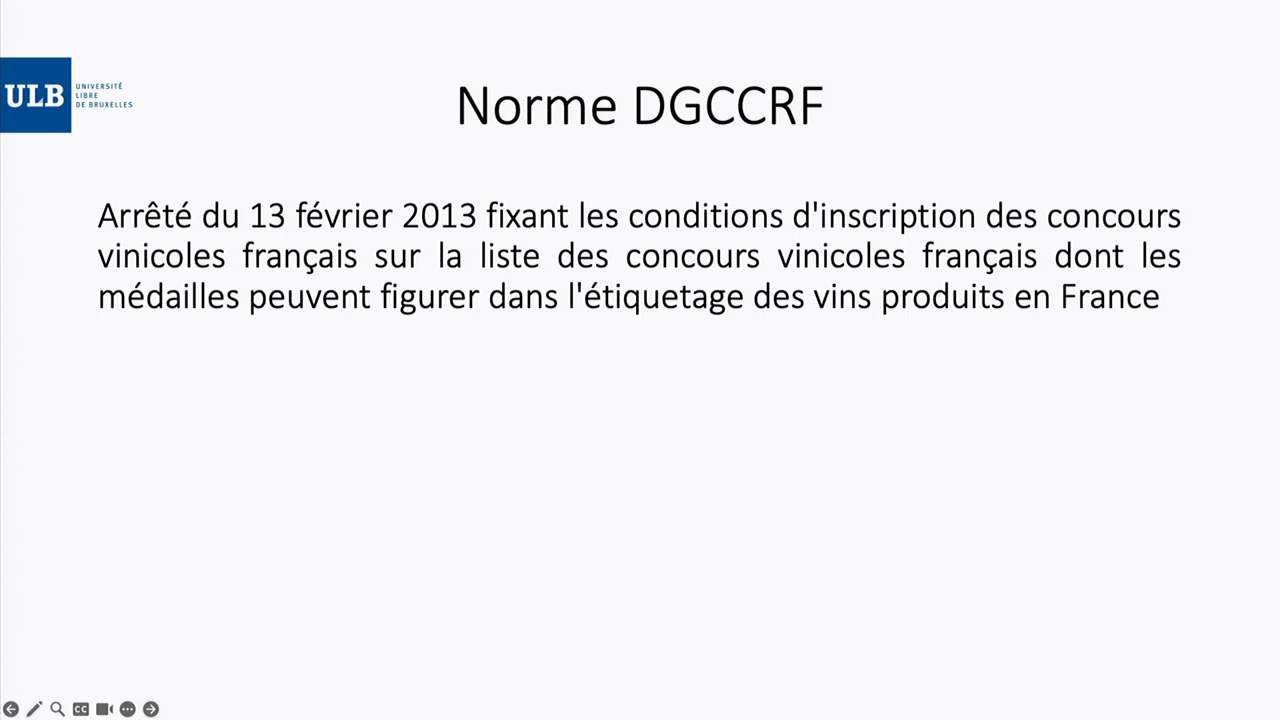 ULB
UNIVERSITÉ
LIBRE
DE BRUXELLES
Norme DGCCRF
Arrêté du 13 février 2013 fixant les conditions d'inscription des concours
vinicoles français sur la liste des concours vinicoles français dont les
médailles peuvent figurer dans l'étiquetage des vins produits en France
CC